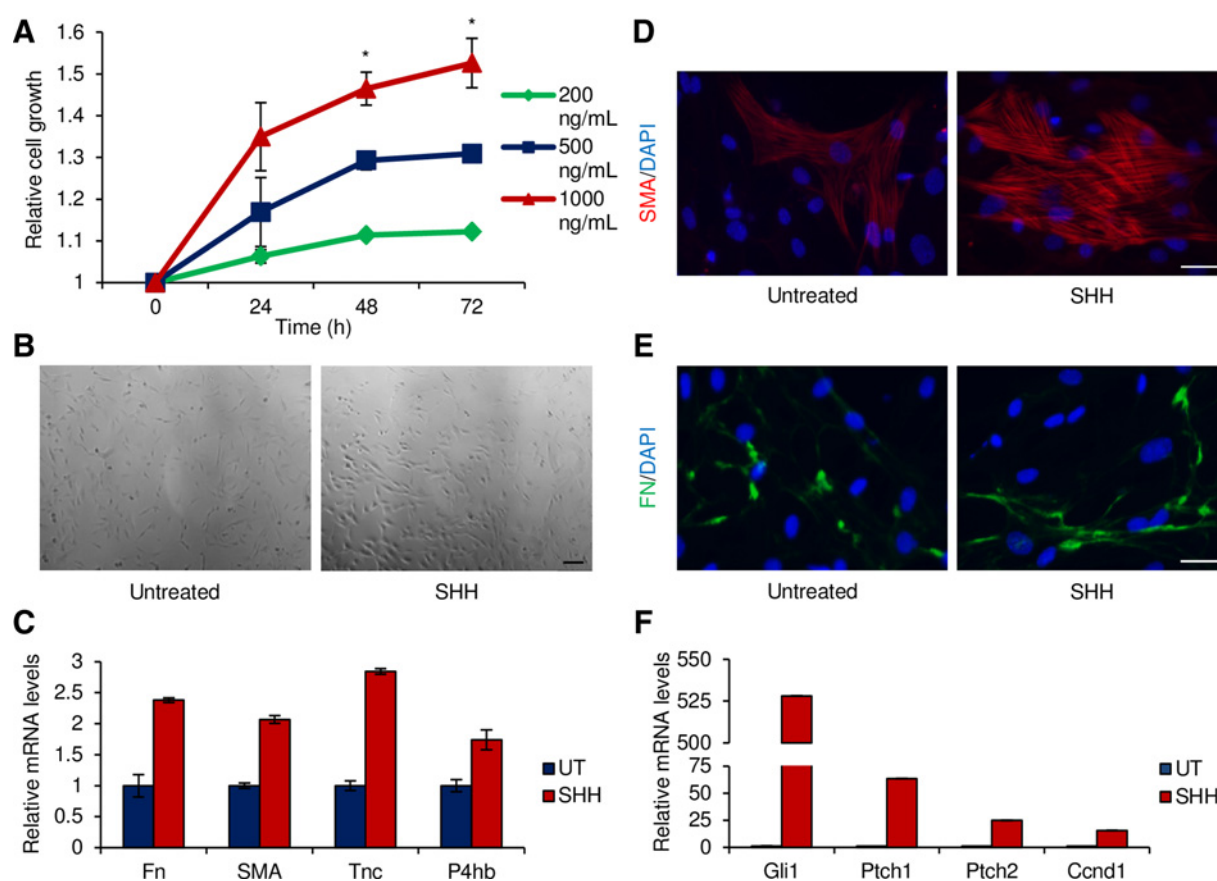 A
1.6
1.5
1.4
1.3
1.2
1.1
1
Relative cell growth
* *
0 24 48 72
Time (h)
200
ng/mL
500
ng/mL
1000
ng/mL
B
Untreated SHH
C
Relative mRNA levels
3
2.5
2
1.5
1
0.5
0
Fn SMA Tnc P4hb
UT
SHH
D
SMA/DAPI
Untreated SHH
E
FN/DAPI
Untreated SHH
F
Relative mRNA levels
550
525
500
75
50
25
0
Gli1 Ptch1 Ptch2 Ccnd1
UT
SHH